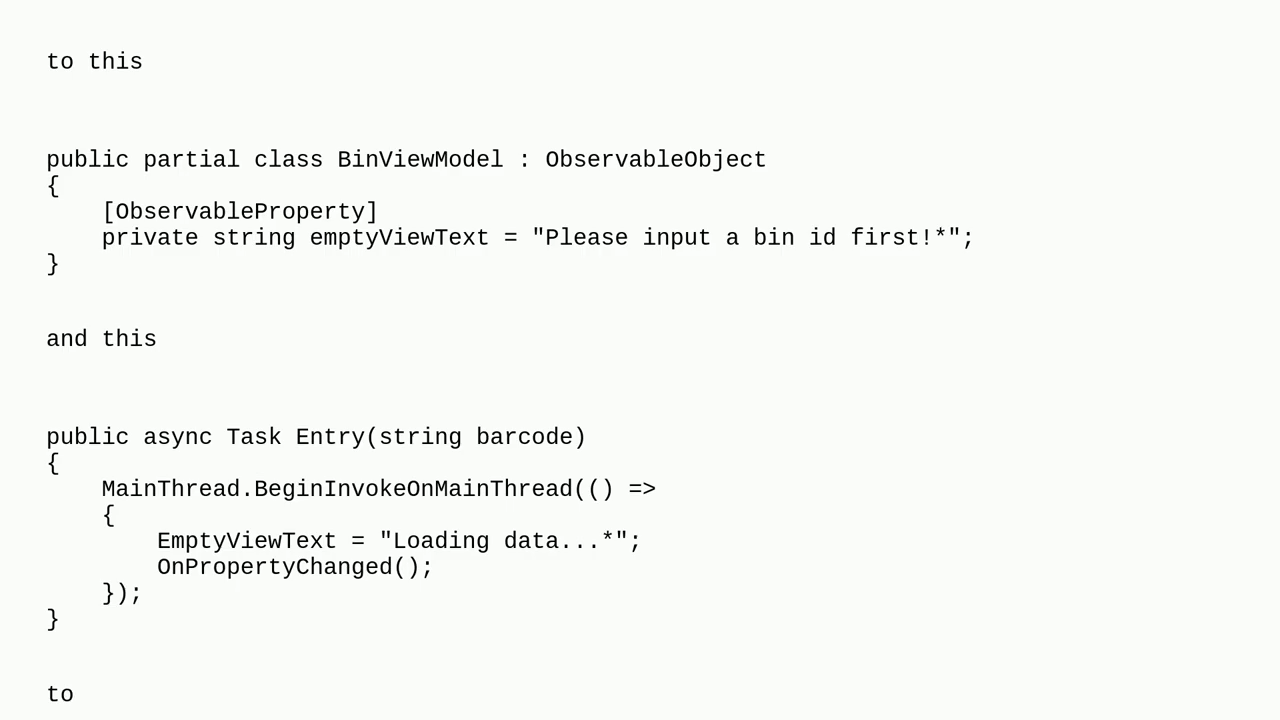 to this
public partial class BinViewModel : ObservableObject
{
    [ObservableProperty]
    private string emptyViewText = "Please input a bin id first!*";
}
and this
public async Task Entry(string barcode)
{
    MainThread.BeginInvokeOnMainThread(() =>
    {
        EmptyViewText = "Loading data...*";
        OnPropertyChanged();
    });
}
to